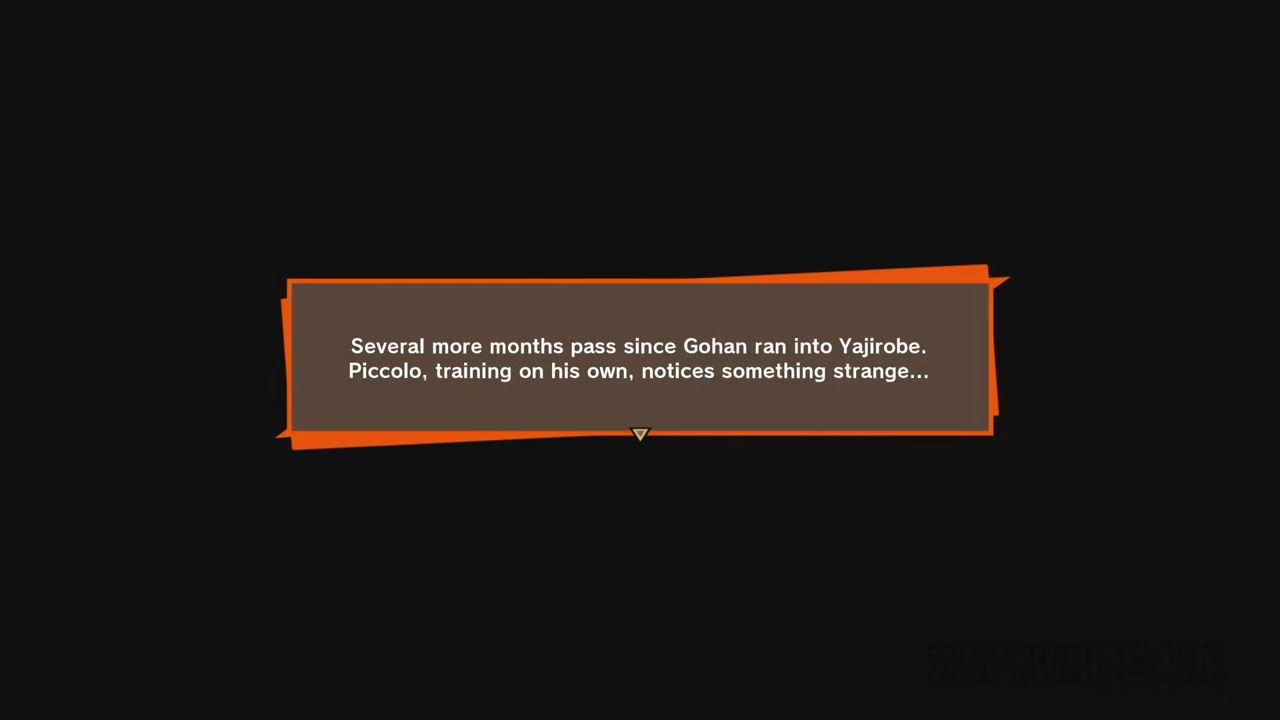 Several more months pass since Gohan ran into Yajirobe.
Piccolo, training on his own, notices something strange...